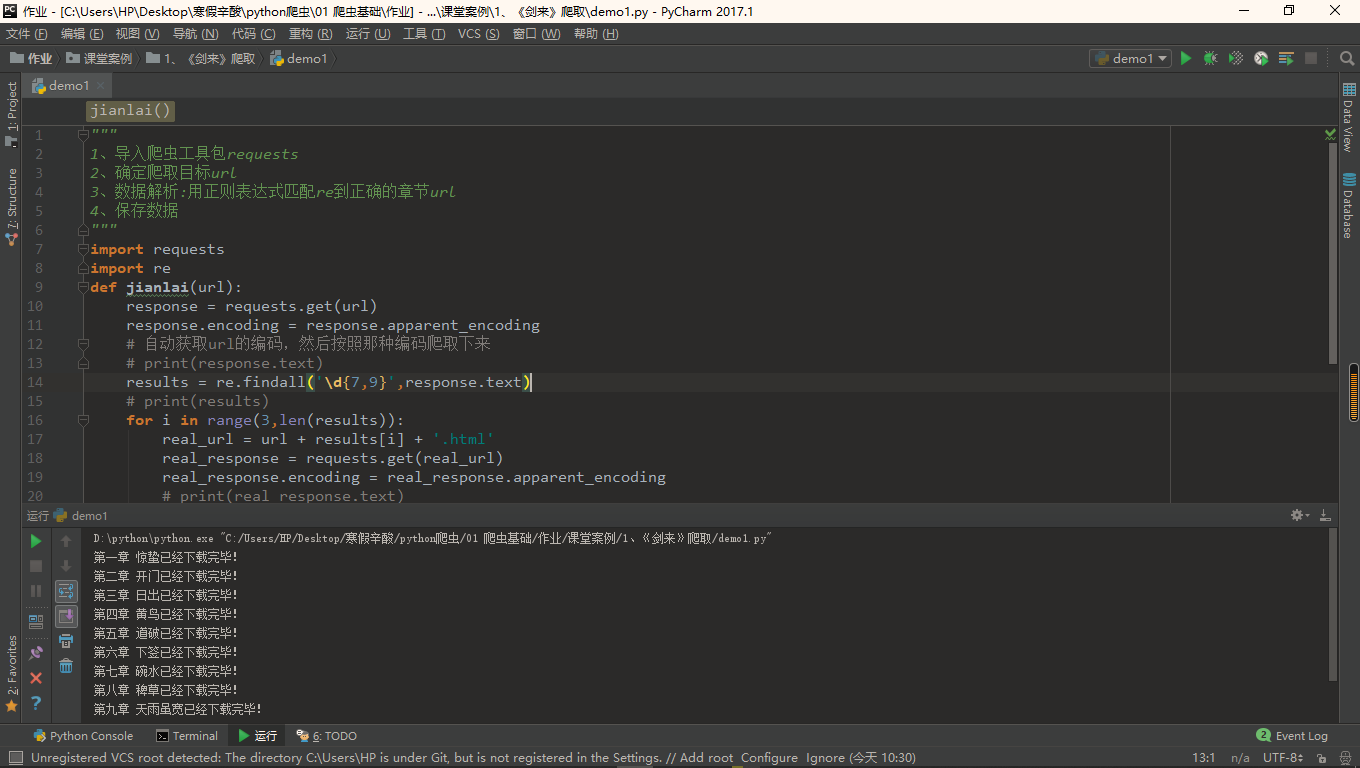 作业 - [C:\Users\HP\Desktop\寒假辛酸\python爬虫\01 爬虫基础\作业] - ...\课堂案例\1、《剑来》爬取\demo1.py - PyCharm 2017.1
文件 (F) 编辑 (E) 视图 (V) 导航 (N) 代码 (C) 重构 (R) 运行 (U) 工具 (T) VCS (S) 窗口 (W) 帮助 (H)
作业 课堂案例 1、《剑来》爬取 demo1 demo1
1: Project
7: Structure
2: Favorites
demo1
jianlai()
1 """
2 1、导入爬虫工具包requests
3 2、确定爬取目标url
4 3、数据解析:用正则表达式匹配re到正确的章节url
5 4、保存数据
6 """
7 import requests
8 import re
9 def jianlai(url):
10 response = requests.get(url)
11 response.encoding = response.apparent_encoding
12 # 自动获取url的编码，然后按照那种编码爬取下来
13 # print(response.text)
14 results = re.findall('\d{7,9}',response.text)
15 # print(results)
16 for i in range(3,len(results)):
17 real_url = url + results[i] + '.html'
18 real_response = requests.get(real_url)
19 real_response.encoding = real_response.apparent_encoding
20 # print(real_response.text)
Data View
Database
运行 demo1
D:\python\python.exe "C:/Users/HP/Desktop/寒假辛酸/python爬虫/01 爬虫基础/作业/课堂案例/1、《剑来》爬取/demo1.py"
第一章 惊蛰已经下载完毕!
第二章 开门已经下载完毕!
第三章 日出已经下载完毕!
第四章 黄鸟已经下载完毕!
第五章 道破已经下载完毕!
第六章 下签已经下载完毕!
第七章 碗水已经下载完毕!
第八章 稗草已经下载完毕!
第九章 天雨虽宽已经下载完毕!
Python Console Terminal 运行 6: TODO 2 Event Log
Unregistered VCS root detected: The directory C:\Users\HP is under Git, but is not registered in the Settings. // Add root Configure Ignore (今天 10:30) 13:1 n/a UTF-8